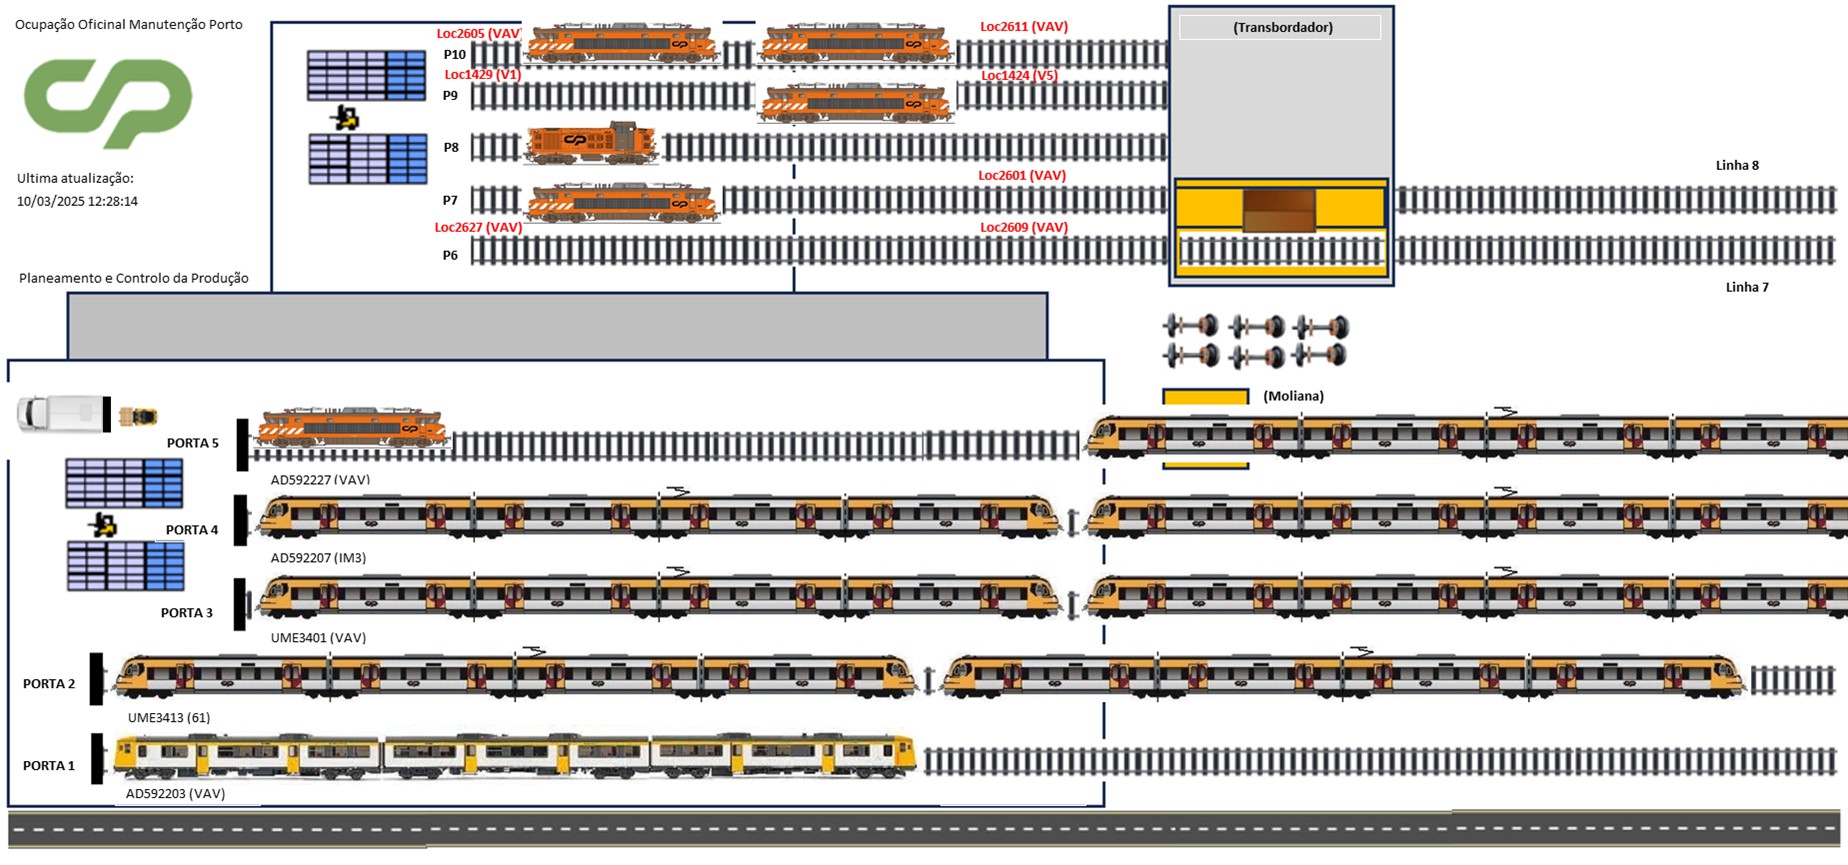 Ocupação Oficinal Manutenção Porto
Ultima atualização:
10/03/2025 12:28:14
Planeamento e Controlo da Produção
Loc2605 (VAV)
Loc2611 (VAV)
(Transbordador)
P10
Loc1429 (V1)
Loc1424 (V5)
P9
P8
Linha 8
Loc2601 (VAV)
P7
Loc2627 (VAV)
Loc2609 (VAV)
P6
Linha 7
(Moliana)
PORTA 5
AD592227 (VAV)
PORTA 4
AD592207 (IM3)
PORTA 3
UME3401 (VAV)
PORTA 2
UME3413 (61)
PORTA 1
AD592203 (VAV)